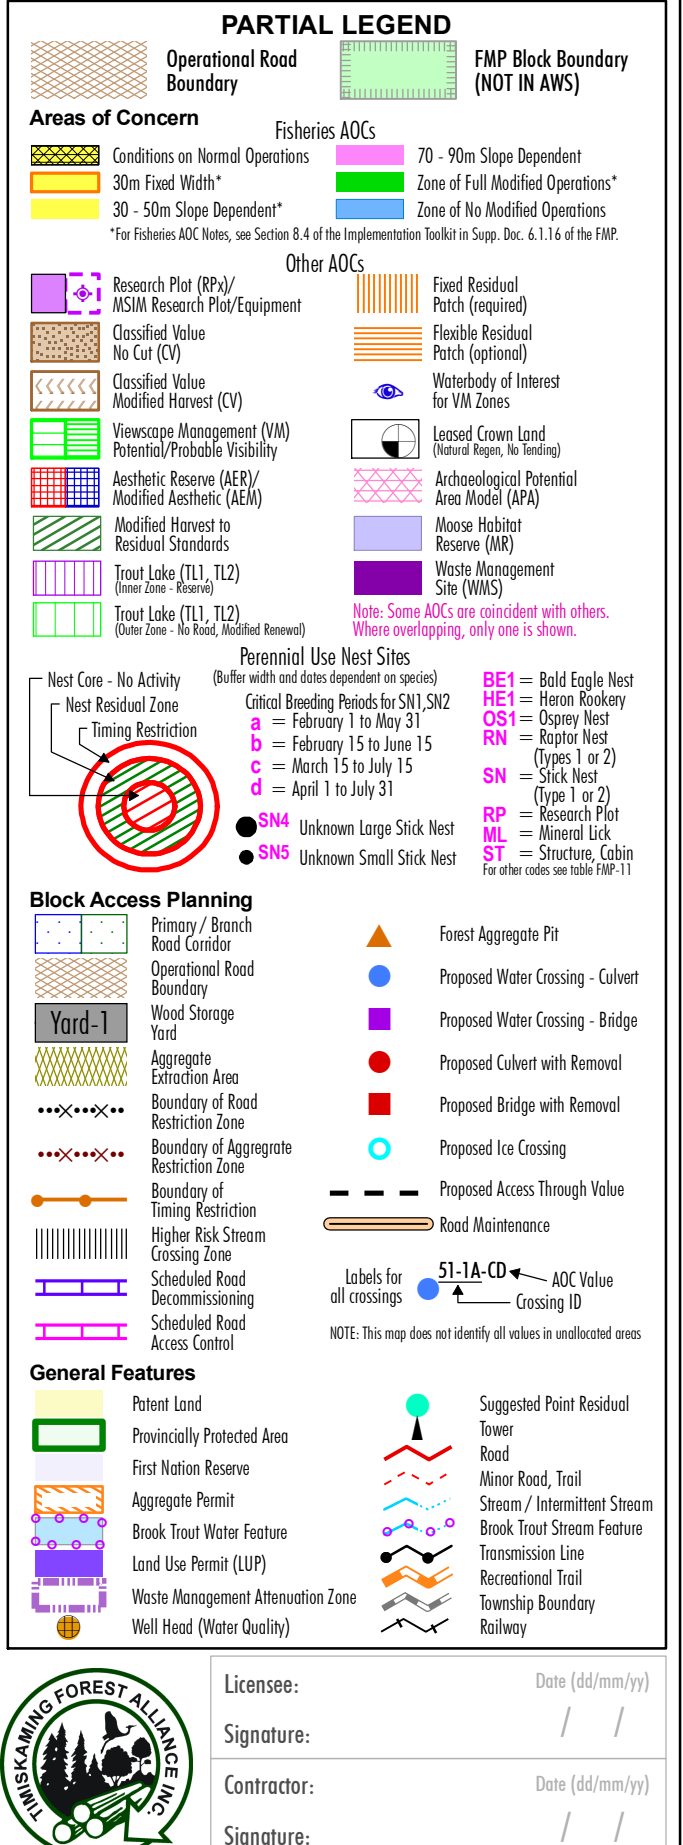 PARTIAL LEGEND
Operational Road
Boundary
FMP Block Boundary
(NOT IN AWS)
Areas of Concern
Fisheries AOCs
Conditions on Normal Operations
70 - 90m Slope Dependent
30m Fixed Width*
Zone of Full Modified Operations*
30 - 50m Slope Dependent*
Zone of No Modified Operations
*For Fisheries AOC Notes, see Section 8.4 of the Implementation Toolkit in Supp. Doc. 6.1.16 of the FMP.
Other AOCs
Research Plot (RPx)/
MSIM Research Plot/Equipment
Fixed Residual
Patch (required)
Classified Value
No Cut (CV)
Flexible Residual
Patch (optional)
Classified Value
Modified Harvest (CV)
Waterbody of Interest
for VM Zones
Viewscape Management (VM)
Potential/Probable Visibility
Leased Crown Land
(Natural Regen, No Tending)
Aesthetic Reserve (AER)/
Modified Aesthetic (AEM)
Archaeological Potential
Area Model (APA)
Modified Harvest to
Residual Standards
Moose Habitat
Reserve (MR)
Trout Lake (TL1, TL2)
(Inner Zone - Reserve)
Waste Management
Site (WMS)
Trout Lake (TL1, TL2)
(Outer Zone - No Road, Modified Renewal)
Note: Some AOCs are coincident with others.
Where overlapping, only one is shown.
Perennial Use Nest Sites
(Buffer width and dates dependent on species)
Nest Core - No Activity
Nest Residual Zone
Timing Restriction
Critical Breeding Periods for SN1,SN2
a = February 1 to May 31
b = February 15 to June 15
c = March 15 to July 15
d = April 1 to July 31
SN4 Unknown Large Stick Nest
SN5 Unknown Small Stick Nest
BE1 = Bald Eagle Nest
HE1 = Heron Rookery
OS1 = Osprey Nest
RN = Raptor Nest
(Types 1 or 2)
SN = Stick Nest
(Type 1 or 2)
RP = Research Plot
ML = Mineral Lick
ST = Structure, Cabin
For other codes see table FMP-11
Block Access Planning
Primary / Branch
Road Corridor
Forest Aggregate Pit
Operational Road
Boundary
Proposed Water Crossing - Culvert
Yard-1
Wood Storage
Yard
Proposed Water Crossing - Bridge
Aggregate
Extraction Area
Proposed Culvert with Removal
Boundary of Road
Restriction Zone
Proposed Bridge with Removal
Boundary of Aggregrate
Restriction Zone
Proposed Ice Crossing
Boundary of
Timing Restriction
Proposed Access Through Value
Higher Risk Stream
Crossing Zone
Road Maintenance
Scheduled Road
Decommissioning
Labels for
all crossings
51-1A-CD
AOC Value
Crossing ID
Scheduled Road
Access Control
NOTE: This map does not identify all values in unallocated areas
General Features
Patent Land
Suggested Point Residual
Tower
Provincially Protected Area
Road
First Nation Reserve
Minor Road, Trail
Aggregate Permit
Stream / Intermittent Stream
Brook Trout Water Feature
Brook Trout Stream Feature
Land Use Permit (LUP)
Transmission Line
Recreational Trail
Waste Management Attenuation Zone
Township Boundary
Well Head (Water Quality)
Railway
TIMISKAMING FOREST ALLIANCE INC.
Licensee:
Date (dd/mm/yy)
Signature:
/ /
Contractor:
Date (dd/mm/yy)
Signature:
/ /